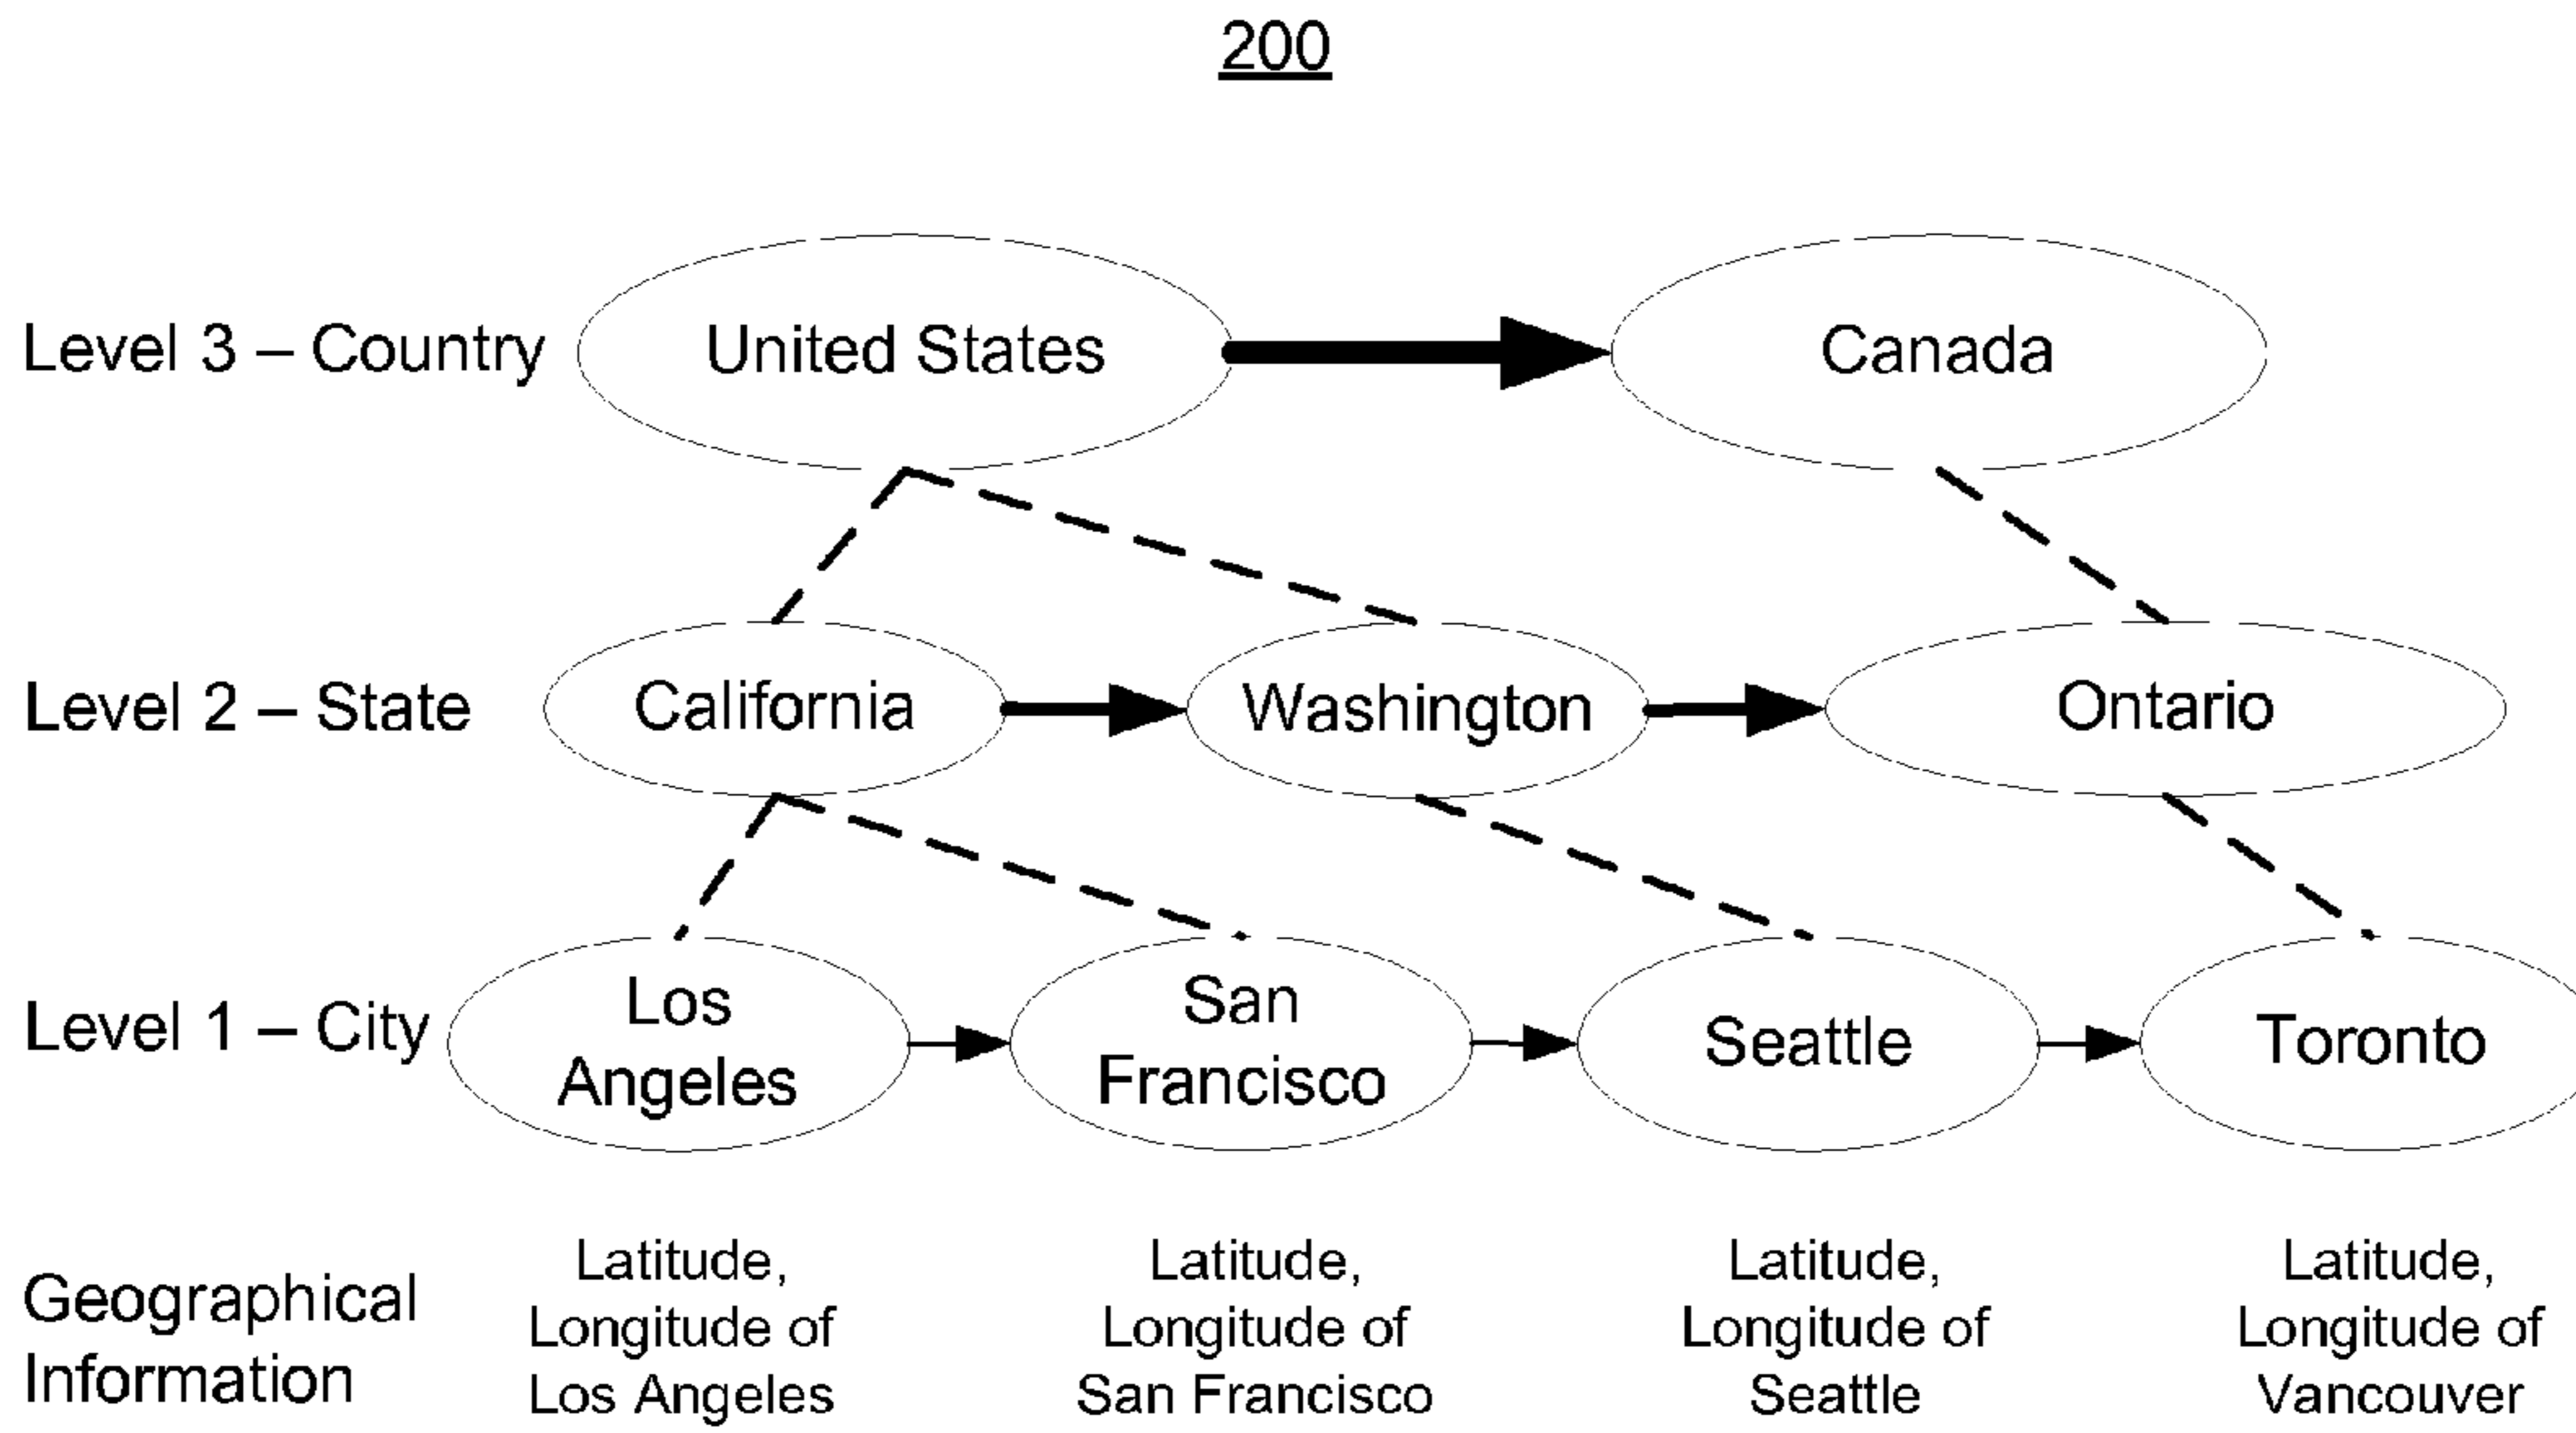 200
Level 3 – Country United States Canada
Level 2 – State California Washington Ontario
Level 1 – City
Los
Angeles
San
Francisco
Seattle
Toronto
Geographical
Information
Latitude,
Longitude of
Los Angeles
Latitude,
Longitude of
San Francisco
Latitude,
Longitude of
Seattle
Latitude,
Longitude of
Vancouver